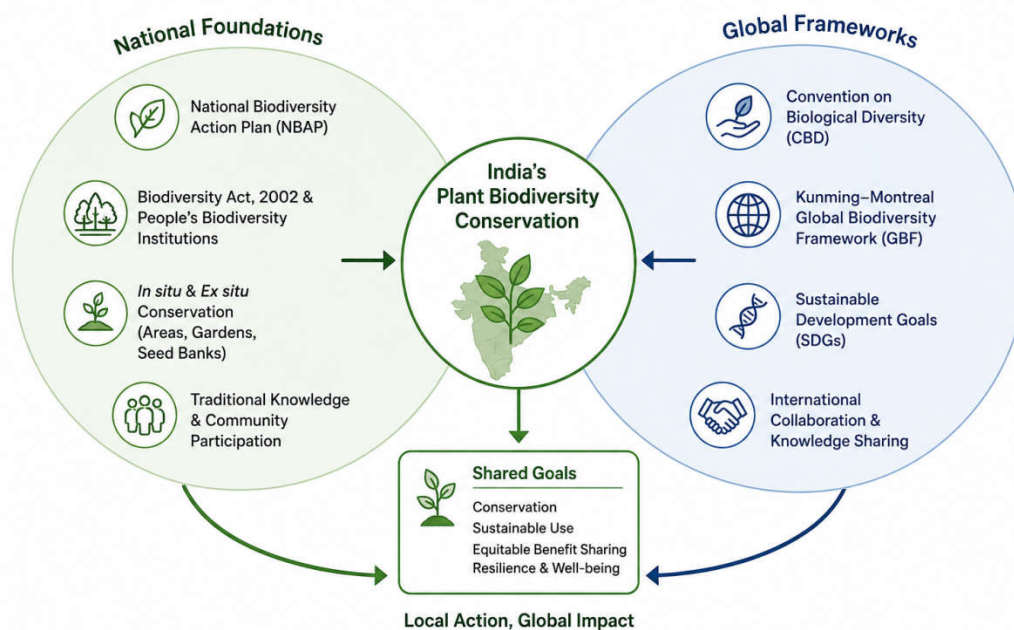 National Foundations
National Biodiversity
Action Plan (NBAP)
Biodiversity Act, 2002 &
People's Biodiversity
Institutions
In situ & Ex situ
Conservation
(Areas, Gardens,
Seed Banks)
Traditional Knowledge
& Community
Participation
India's
Plant Biodiversity
Conservation
Global Frameworks
Convention on
Biological Diversity
(CBD)
Kunming–Montreal
Global Biodiversity
Framework (GBF)
Sustainable
Development Goals
(SDGs)
International
Collaboration &
Knowledge Sharing
Shared Goals
Conservation
Sustainable Use
Equitable Benefit Sharing
Resilience & Well-being
Local Action, Global Impact